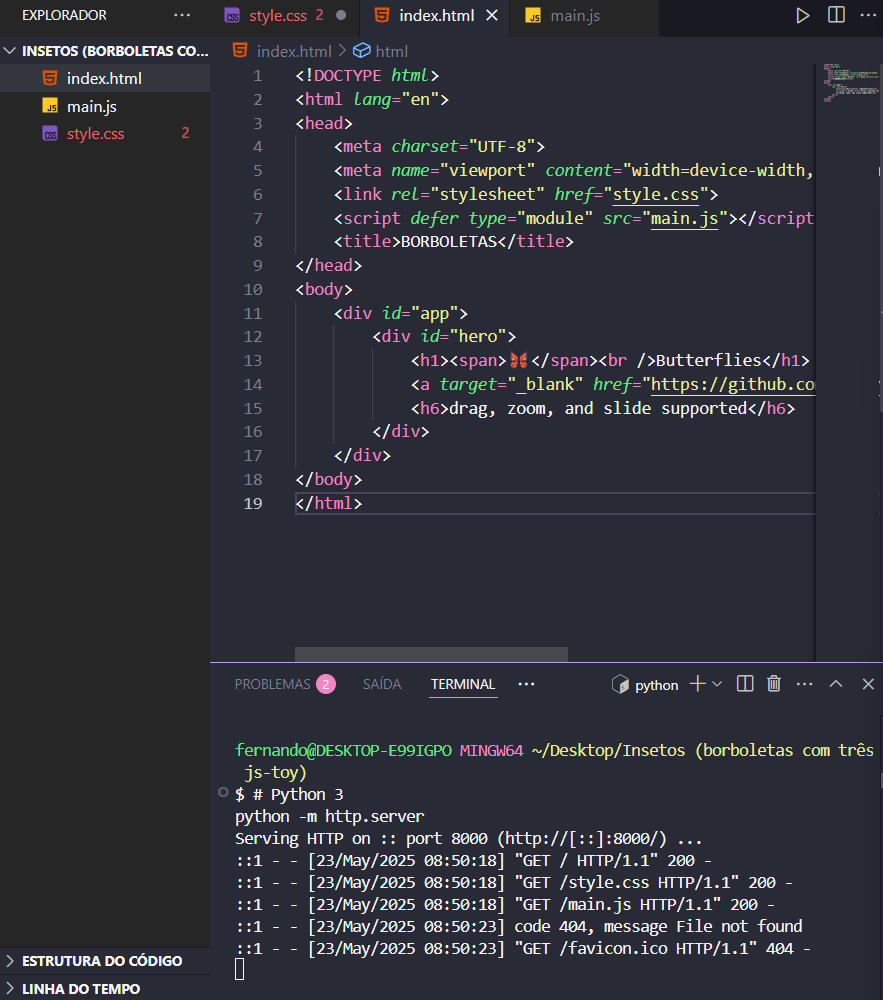 EXPLORADOR ···
style.css 2
index.html
main.js
···
INSETOS (BORBOLETAS CO...
index.html
main.js
style.css 2
index.html > html
1 <!DOCTYPE html>
2 <html lang="en">
3 <head>
4 <meta charset="UTF-8">
5 <meta name="viewport" content="width=device-width,
6 <link rel="stylesheet" href="style.css">
7 <script defer type="module" src="main.js"></script
8 <title>BORBOLETAS</title>
9 </head>
10 <body>
11 <div id="app">
12 <div id="hero">
13 <h1><span>🦋</span><br />Butterflies</h1>
14 <a target="_blank" href="https://github.co
15 <h6>drag, zoom, and slide supported</h6>
16 </div>
17 </div>
18 </body>
19 </html>
PROBLEMAS 2 SAÍDA TERMINAL ··· python ···
fernando@DESKTOP-E99IGPO MINGW64 ~/Desktop/Insetos (borboletas com três
js-toy)
$ # Python 3
python -m http.server
Serving HTTP on :: port 8000 (http://[::]:8000/) ...
::1 - - [23/May/2025 08:50:18] "GET / HTTP/1.1" 200 -
::1 - - [23/May/2025 08:50:18] "GET /style.css HTTP/1.1" 200 -
::1 - - [23/May/2025 08:50:18] "GET /main.js HTTP/1.1" 200 -
::1 - - [23/May/2025 08:50:23] code 404, message File not found
::1 - - [23/May/2025 08:50:23] "GET /favicon.ico HTTP/1.1" 404 -
ESTRUTURA DO CÓDIGO
LINHA DO TEMPO